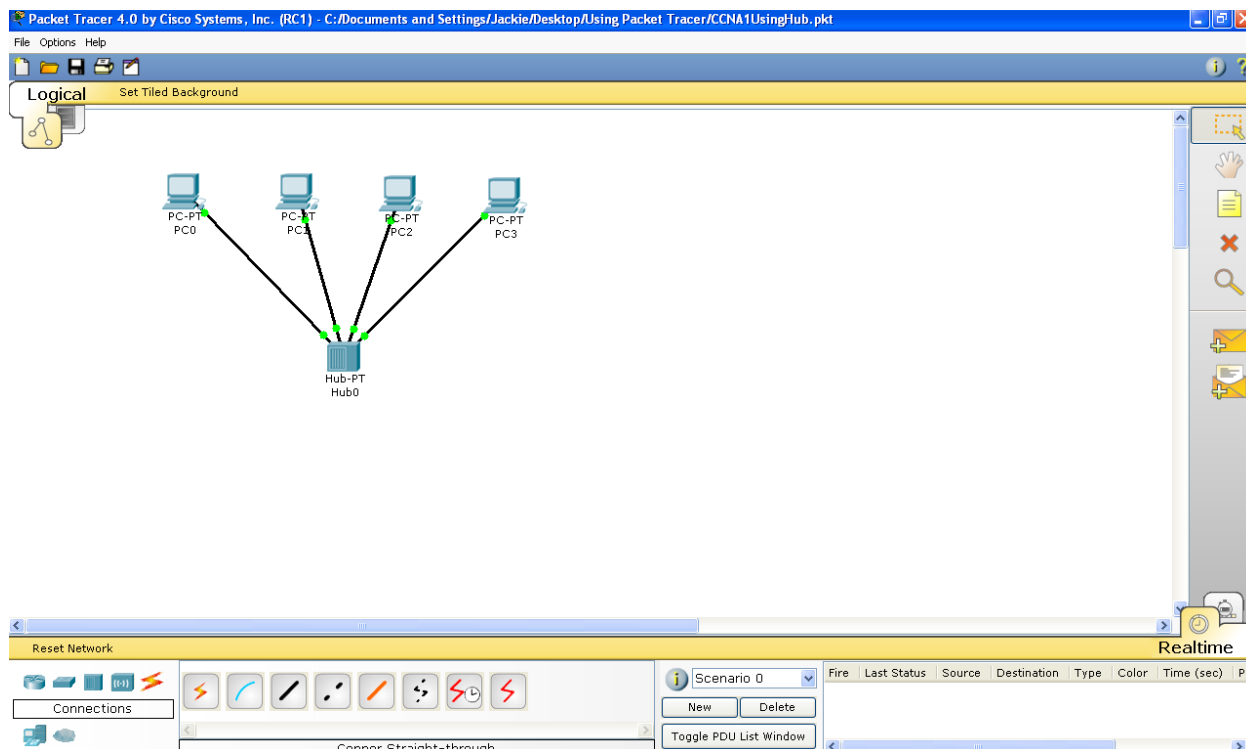 Packet Tracer 4.0 by Cisco Systems, Inc. (RC1) - C:/Documents and Settings/Jackie/Desktop/Using Packet Tracer/CCNA1UsingHub.pkt
File Options Help
Logical Set Tiled Background
PC-PT
PC0
PC-PT
PC1
PC-PT
PC2
PC-PT
PC3
Hub-PT
Hub0
Reset Network
Realtime
Connections
Scenario 0
New Delete
Toggle PDU List Window
Fire Last Status Source Destination Type Color Time (sec) P
Straight-through